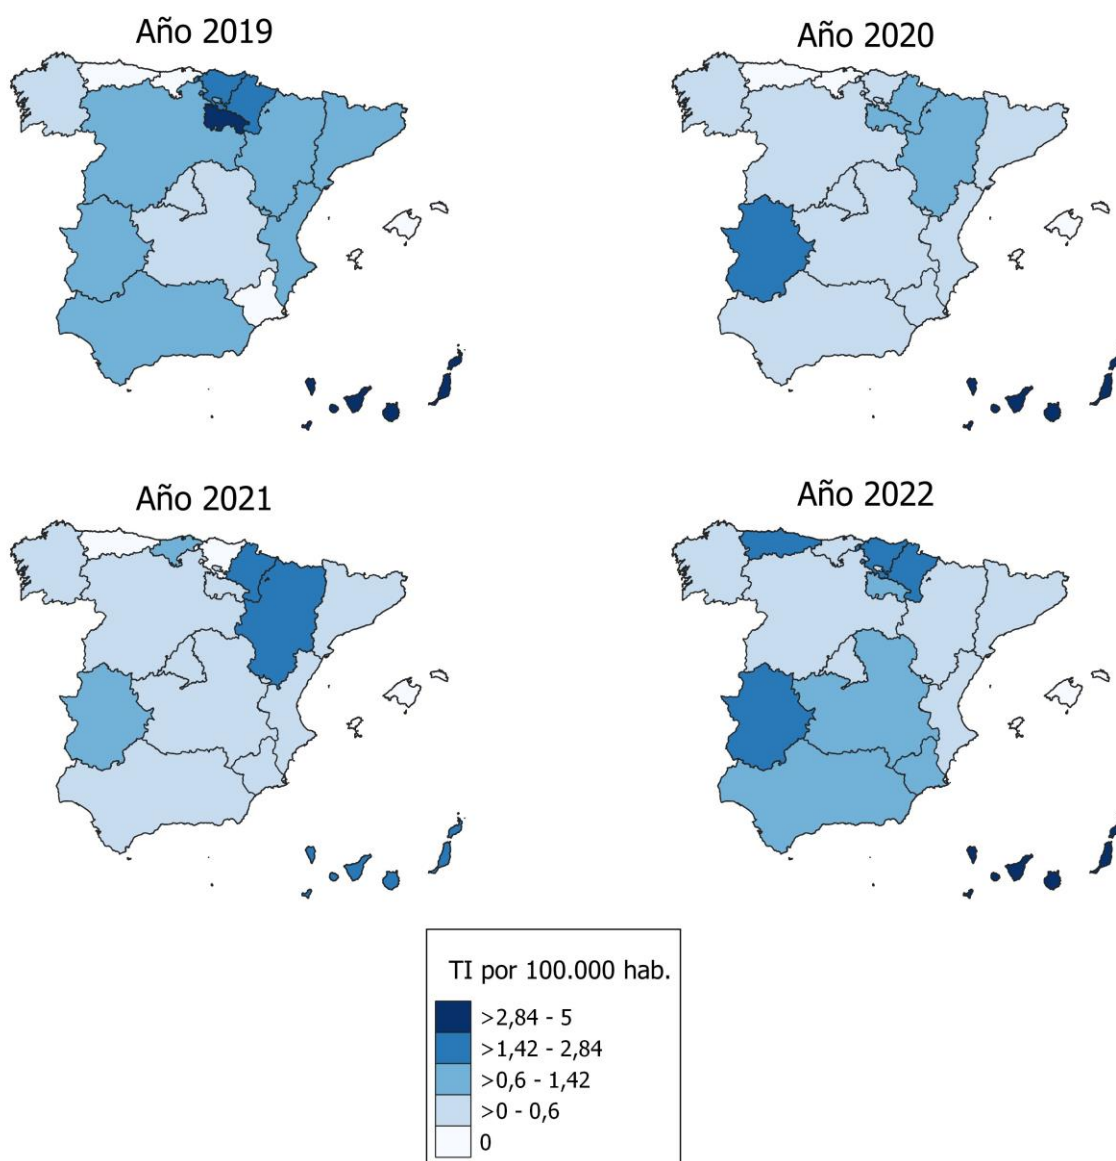 Año 2019
Año 2020
Año 2021
Año 2022
TI por 100.000 hab.
>2,84 - 5
>1,42 - 2,84
>0,6 - 1,42
>0 - 0,6
0